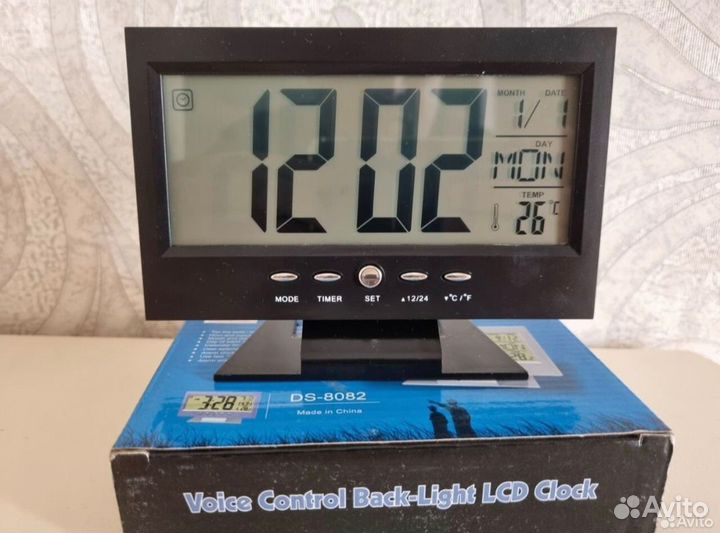 MONTH DATE
12 02
1/1
DAY
MON
TEMP
26°C
MODE TIMER SET ▲12/24 ▼°C/°F
3:28
DS-8082
Made in China
Voice Control Back-Light LCD Clock
Avito
Avito